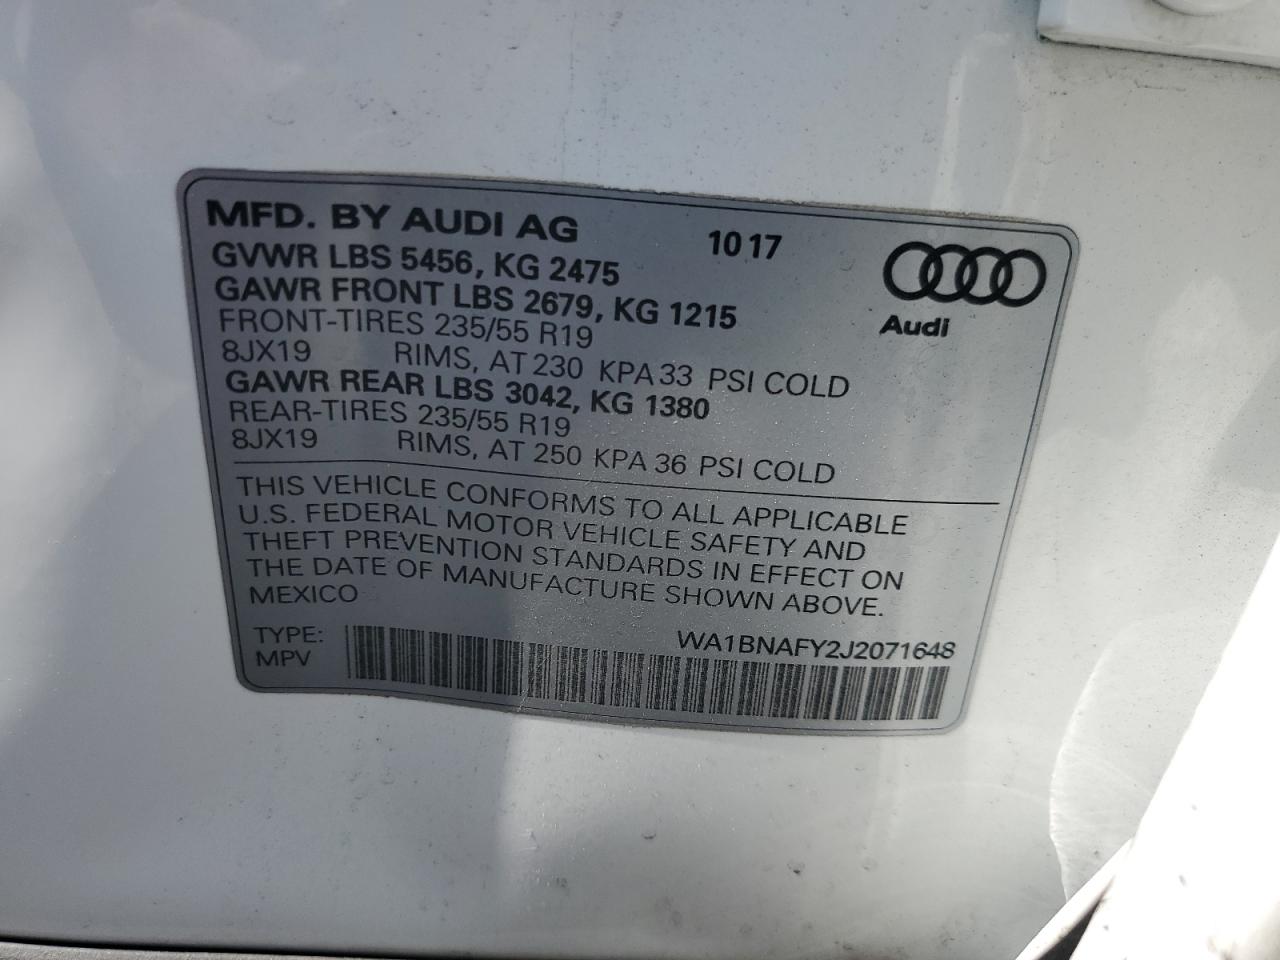 MFD. BY AUDI AG 10 17
GVWR LBS 5456, KG 2475
GAWR FRONT LBS 2679, KG 1215
Audi
FRONT-TIRES 235/55 R19
8JX19 RIMS, AT 230 KPA 33 PSI COLD
GAWR REAR LBS 3042, KG 1380
REAR-TIRES 235/55 R19
8JX19 RIMS, AT 250 KPA 36 PSI COLD
THIS VEHICLE CONFORMS TO ALL APPLICABLE
U.S. FEDERAL MOTOR VEHICLE SAFETY AND
THEFT PREVENTION STANDARDS IN EFFECT ON
THE DATE OF MANUFACTURE SHOWN ABOVE.
MEXICO
TYPE: WA1BNAFY2J2071648
MPV